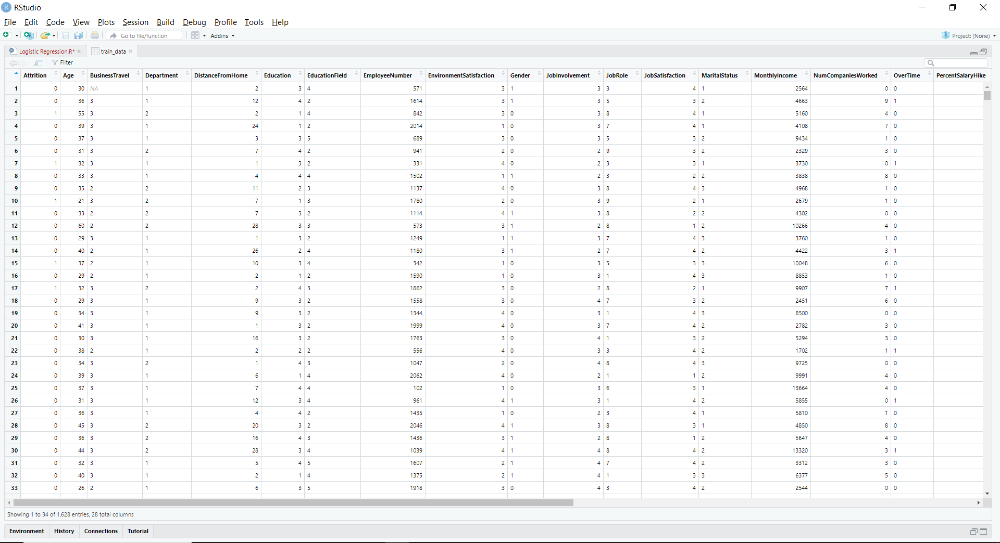 RStudio
File Edit Code View Plots Session Build Debug Profile Tools Help
Go to file/function Addins Project: (None)
Logistic Regression.R* train_data
Filter
Attrition Age BusinessTravel Department DistanceFromHome Education EducationField EmployeeNumber EnvironmentSatisfaction Gender JobInvolvement JobRole JobSatisfaction MaritalStatus MonthlyIncome NumCompaniesWorked OverTime PercentSalaryHike
1 0 30 NA 1 2 3 4 571 3 1 3 3 4 1 2564 0 0
2 0 36 3 1 12 4 2 1614 3 1 3 5 3 2 4663 9 1
3 1 55 3 2 2 1 4 842 3 0 3 8 4 1 5160 4 0
4 0 39 3 1 24 1 2 2014 1 0 3 7 4 1 4108 7 0
5 0 37 3 1 3 3 5 689 3 0 3 5 3 2 9434 1 0
6 0 31 3 2 7 4 2 941 2 0 2 9 3 2 2329 3 0
7 1 32 3 1 1 3 2 331 4 0 2 3 3 1 3730 0 1
8 0 33 3 1 4 4 4 1502 1 1 2 3 2 2 3838 8 0
9 0 35 2 2 11 2 3 1137 4 0 3 8 4 3 4968 1 0
10 1 21 3 2 7 1 3 1780 2 0 3 9 2 1 2679 1 0
11 0 33 2 2 7 3 2 1114 4 1 3 8 2 2 4302 0 0
12 0 60 2 2 28 3 3 573 3 1 2 8 1 2 10266 4 0
13 0 29 3 1 1 3 2 1249 1 1 3 7 4 3 3760 1 0
14 0 40 2 1 26 2 4 1180 3 1 2 7 4 2 4422 3 1
15 1 37 2 1 10 3 4 342 1 0 3 5 3 3 10048 6 0
16 0 29 2 1 2 1 2 1590 1 0 3 1 4 3 8853 1 0
17 1 32 3 2 2 4 3 1862 3 0 2 8 2 1 9907 7 1
18 0 29 3 1 9 3 2 1558 3 0 4 7 3 2 2451 6 0
19 0 34 3 1 9 3 2 1344 4 0 3 1 4 3 8500 0 0
20 0 41 3 1 1 3 2 1999 4 0 3 7 4 2 2782 3 0
21 0 30 3 1 16 3 2 1763 3 0 4 1 3 2 5294 3 0
22 0 38 2 1 2 2 2 556 4 0 3 3 4 2 1702 1 1
23 0 34 3 2 1 4 3 1047 2 0 4 8 4 3 9725 0 0
24 0 39 3 1 6 1 4 2062 4 0 2 1 1 2 9991 4 0
25 0 37 3 1 7 4 4 102 1 0 3 6 3 1 13664 4 0
26 0 31 3 1 12 3 4 961 4 1 3 1 4 2 5855 0 1
27 0 36 3 1 4 4 2 1435 1 0 2 3 4 1 5810 1 0
28 0 45 3 2 20 3 2 2046 4 1 3 8 3 1 4850 8 0
29 0 36 3 2 16 4 3 1436 3 1 2 8 1 2 5647 4 0
30 0 44 3 2 28 3 4 1039 4 1 4 8 4 2 13320 3 1
31 0 32 3 1 5 4 5 1607 2 1 4 7 4 2 3312 3 0
32 0 40 3 1 2 1 4 1375 2 1 4 1 3 3 6377 5 0
33 0 26 2 1 6 3 5 1918 3 0 4 3 4 2 2544 0 0
Showing 1 to 34 of 1,628 entries, 28 total columns
Environment History Connections Tutorial